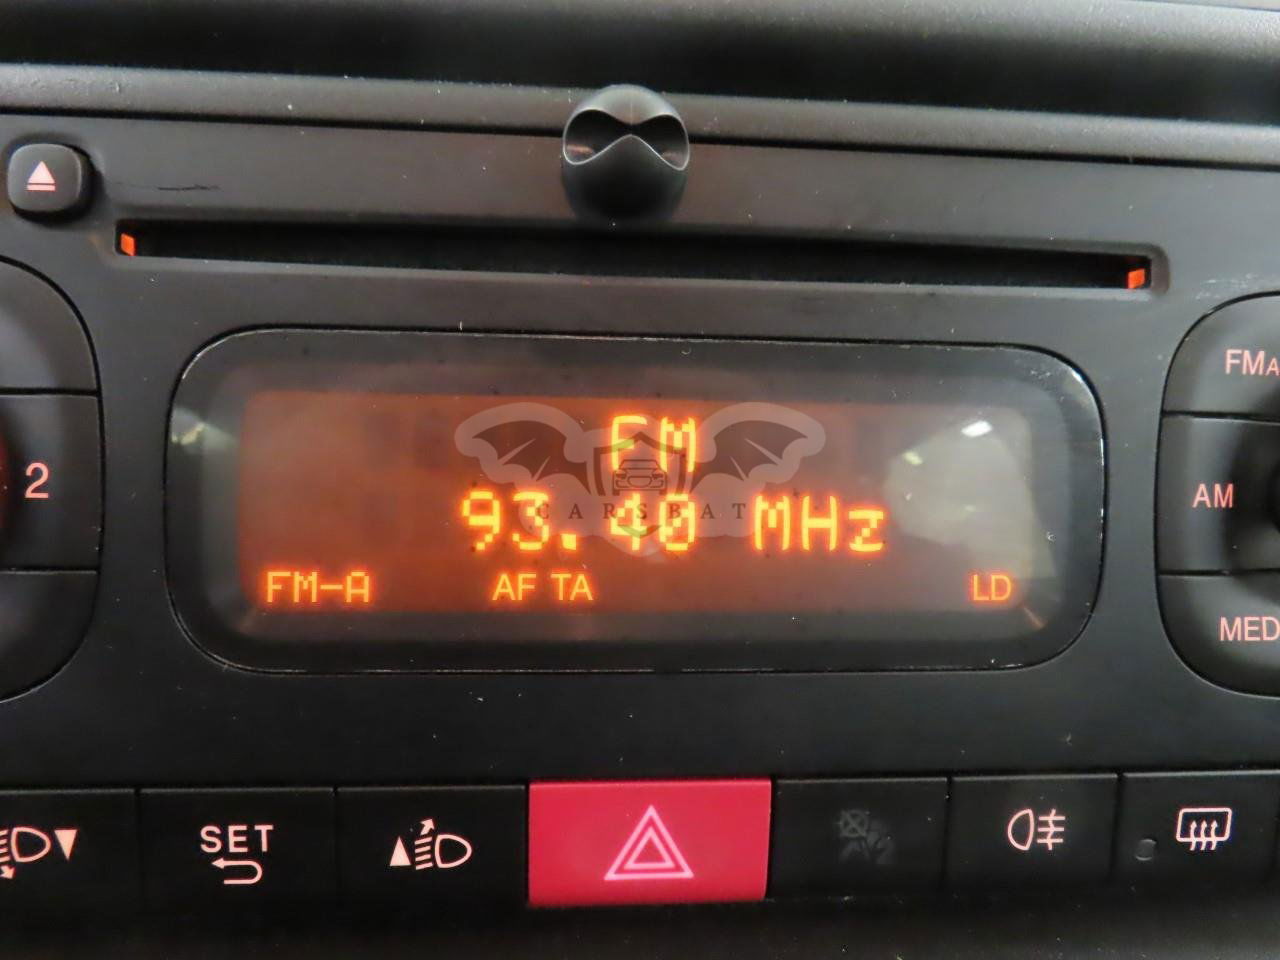 2
FM
93.40 MHz
CARSBAT
FM-A AF TA LD
FMA
AM
MED
SET